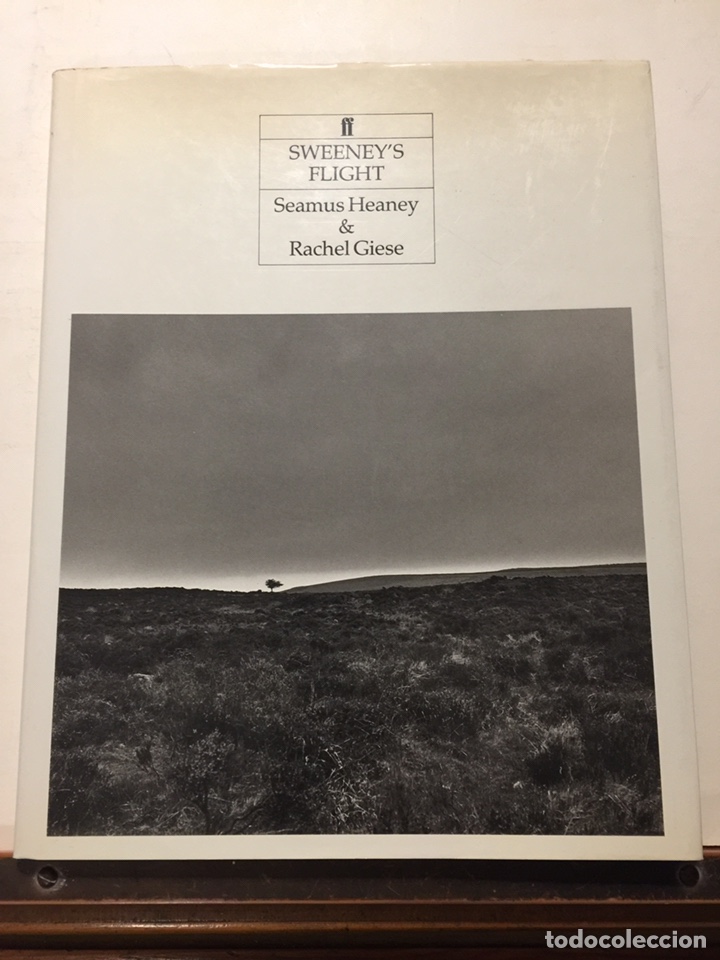 ff
SWEENEY'S
FLIGHT
Seamus Heaney
&
Rachel Giese
todocoleccion